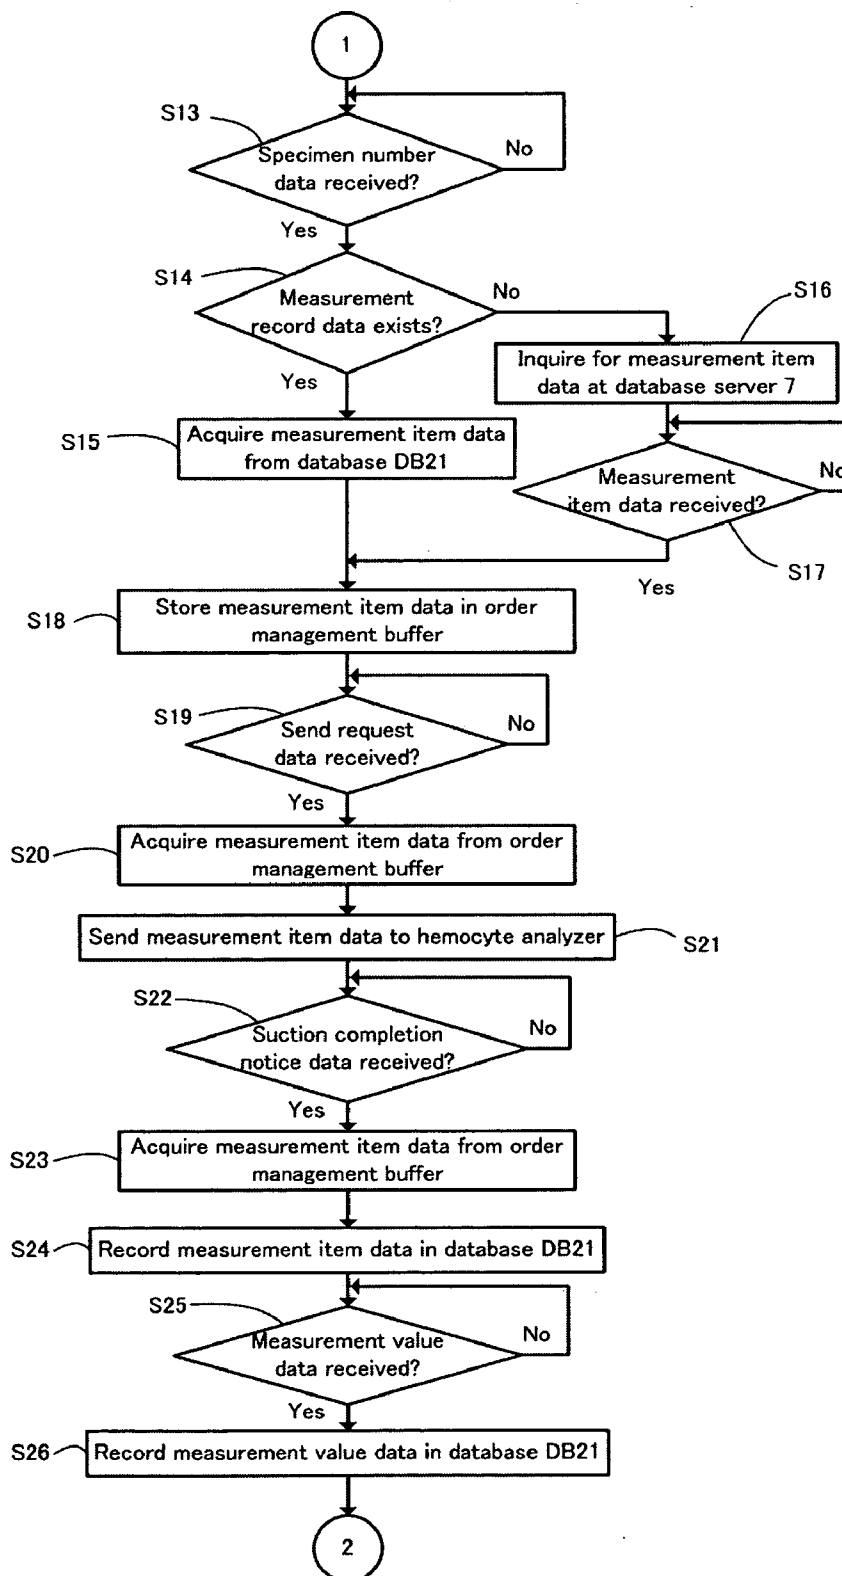 1
S13
Specimen number
data received?
No
Yes
S14
Measurement
record data exists?
No
S16
Inquire for measurement item
data at database server 7
Yes
S15
Acquire measurement item data
from database DB21
Measurement
item data received?
No
S17
Yes
S18
Store measurement item data in order
management buffer
S19
Send request
data received?
No
Yes
S20
Acquire measurement item data from order
management buffer
Send measurement item data to hemocyte analyzer
S21
S22
Suction completion
notice data received?
No
Yes
S23
Acquire measurement item data from order
management buffer
S24
Record measurement item data in database DB21
S25
Measurement value
data received?
No
Yes
S26
Record measurement value data in database DB21
2